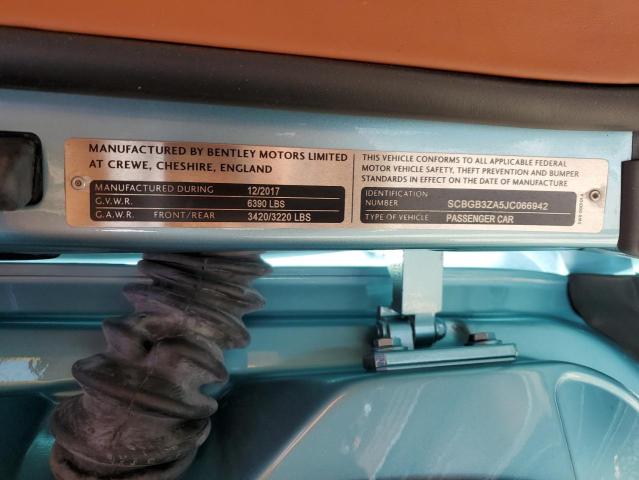 MANUFACTURED BY BENTLEY MOTORS LIMITED
AT CREWE, CHESHIRE, ENGLAND
MANUFACTURED DURING 12/2017
G.V.W.R. 6390 LBS
G.A.W.R. FRONT/REAR 3420/3220 LBS
THIS VEHICLE CONFORMS TO ALL APPLICABLE FEDERAL
MOTOR VEHICLE SAFETY, THEFT PREVENTION AND BUMPER
STANDARDS IN EFFECT ON THE DATE OF MANUFACTURE
IDENTIFICATION
NUMBER SCBGB3ZA5JC066942
TYPE OF VEHICLE PASSENGER CAR